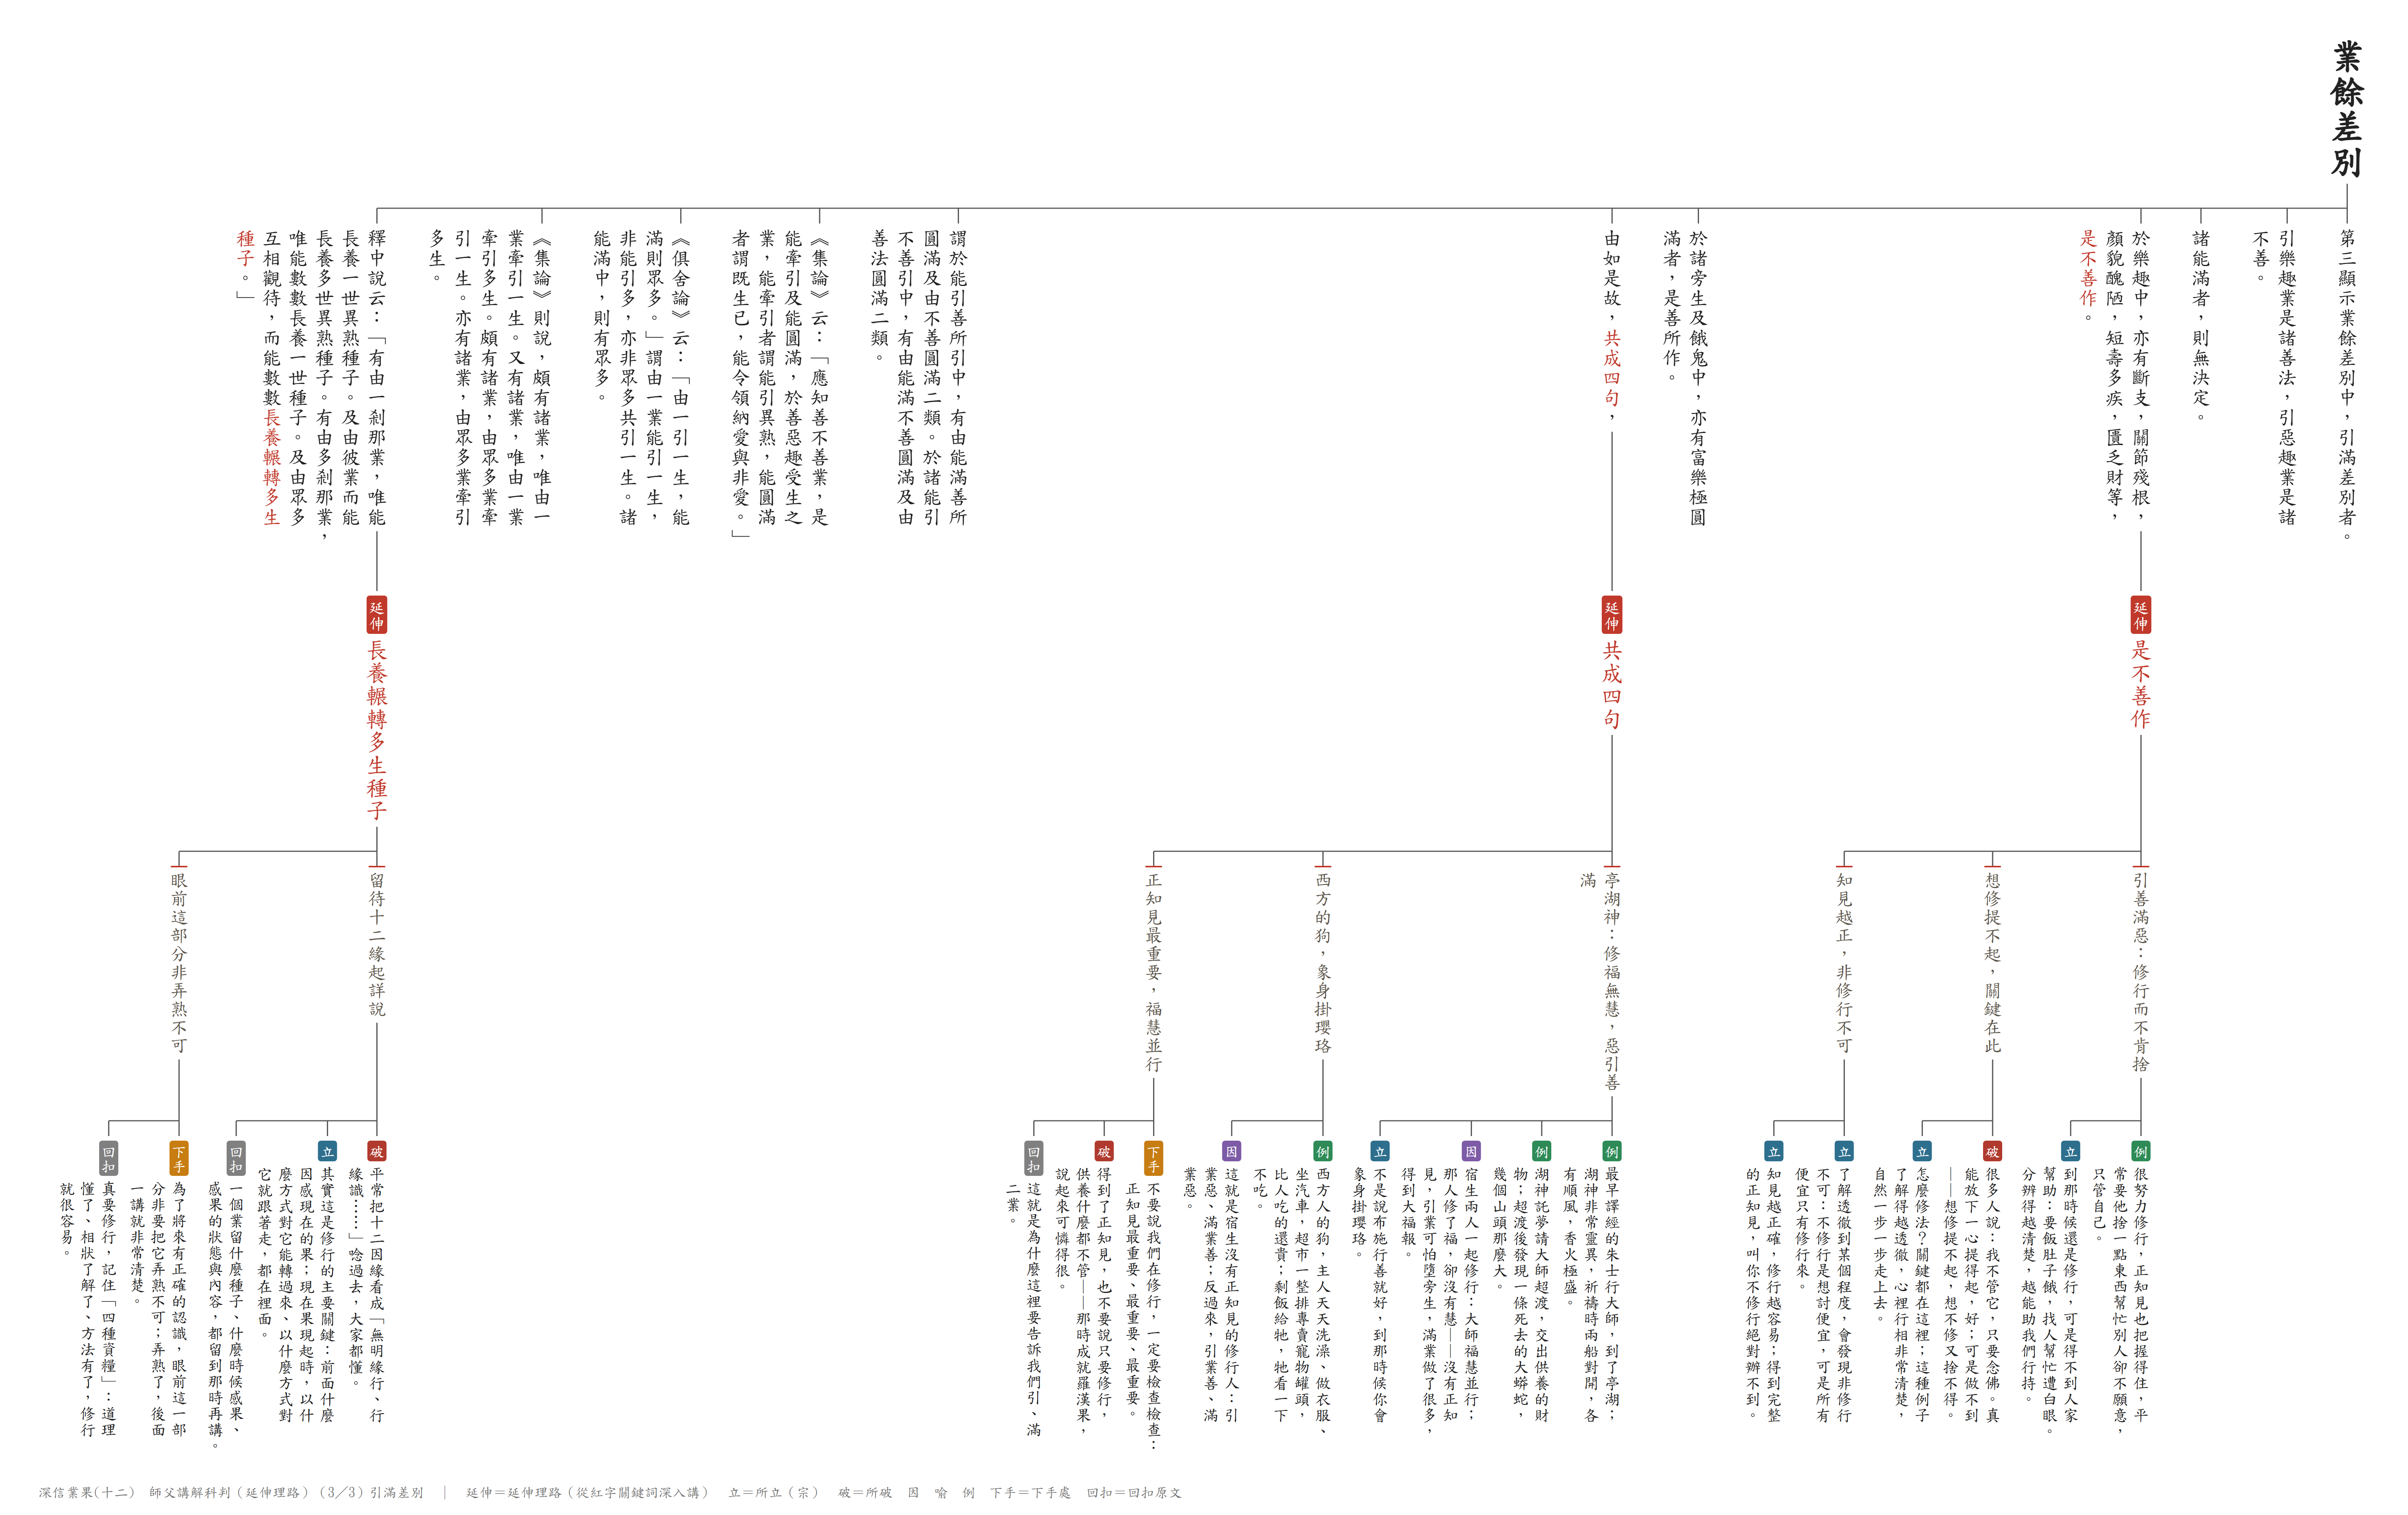 業餘差別
第三顯示業餘差別中，引滿差別者。
引樂趣業是諸善法，引惡趣業是諸
不善。
諸能滿者，則無決定。
於樂趣中，亦有斷支，關節殘根，
顏貌醜陋，短壽多疾，匱乏財等，
是不善作。
於諸旁生及餓鬼中，亦有富樂極圓
滿者，是善所作。
由如是故，共成四句，
謂於能引善所引中，有由能滿善所
圓滿及由不善圓滿二類。於諸能引
不善引中，有由能滿不善圓滿及由
善法圓滿二類。
《集論》云：「應知善不善業，是
能牽引及能圓滿，於善惡趣受生之
業，能牽引者謂能引異熟，能圓滿
者謂既生已，能令領納愛與非愛。」
《俱舍論》云：「由一引一生，能
滿則眾多。」謂由一業能引一生，
非能引多，亦非眾多共引一生。諸
能滿中，則有眾多。
《集論》則說，頗有諸業，唯由一
業牽引一生。又有諸業，唯由一業
牽引多生。頗有諸業，由眾多業牽
引一生。亦有諸業，由眾多業牽引
多生。
釋中說云：「有由一剎那業，唯能
長養一世異熟種子。及由彼業而能
長養多世異熟種子。有由多剎那業，
唯能數數長養一世種子。及由眾多
互相觀待，而能數數長養輾轉多生
種子。」
延伸 是不善作
引善滿惡：修行而不肯捨
例 很努力修行，正知見也把握得住，平
常要他捨一點東西幫忙別人卻不願意，
只管自己。
立 到那時候還是修行，可是得不到人家
幫助：要飯肚子餓，找人幫忙遭白眼。
分辨得越清楚，越能助我們行持。
想修提不起，關鍵在此
破 很多人說：我不管它，只要念佛。真
能放下一心提得起，好；可是做不到
——想修提不起，想不修又捨不得。
立 怎麼修法？關鍵都在這裡；這種例子
了解得越透徹，心裡行相非常清楚，
自然一步一步走上去。
知見越正，非修行不可
立 了解透徹到某個程度，會發現非修行
不可：不修行是想討便宜，可是所有
便宜只有修行來。
立 知見越正確，修行越容易；得到完整
的正知見，叫你不修行絕對辦不到。
延伸 共成四句
亭湖神：修福無慧，惡引善
滿
例 最早譯經的朱士行大師，到了亭湖；
湖神非常靈異，祈禱時兩船對開，各
有順風，香火極盛。
例 湖神託夢請大師超渡，交出供養的財
物；超渡後發現一條死去的大蟒蛇，
幾個山頭那麼大。
因 宿生兩人一起修行：大師福慧並行；
那人修了福，卻沒有慧——沒有正知
見，引業可怕墮旁生，滿業做了很多，
得到大福報。
立 不是說布施行善就好，到那時候你會
象身掛瓔珞。
西方的狗，象身掛瓔珞
例 西方人的狗，主人天天洗澡、做衣服、
坐汽車，超市一整排專賣寵物罐頭，
比人吃的還貴；剩飯給牠，牠看一下
不吃。
因 這就是宿生沒有正知見的修行人：引
業惡、滿業善；反過來，引業善、滿
業惡。
正知見最重要，福慧並行
下手 不要說我們在修行，一定要檢查檢查：
正知見最重要、最重要、最重要。
破 得到了正知見，也不要說只要修行，
供養什麼都不管——那時成就羅漢果，
說起來可憐得很。
回扣 這就是為什麼這裡要告訴我們引、滿
二業。
延伸 長養輾轉多生種子
留待十二緣起詳說
破 平常把十二因緣看成「無明緣行、行
緣識……」唸過去，大家都懂。
立 其實這是修行的主要關鍵：前面什麼
因感現在的果；現在果現起時，以什
麼方式對它能轉過來、以什麼方式對
它就跟著走，都在裡面。
回扣 一個業留什麼種子、什麼時候感果、
感果的狀態與內容，都留到那時再講。
眼前這部分非弄熟不可
下手 為了將來有正確的認識，眼前這一部
分非要把它弄熟不可；弄熟了，後面
一講就非常清楚。
回扣 真要修行，記住「四種資糧」：道理
懂了、相狀了解了、方法有了，修行
就很容易。
深信業果(十二) 師父講解科判（延伸理路）（3／3）引滿差別 ｜ 延伸＝延伸理路（從紅字關鍵詞深入講） 立＝所立（宗） 破＝所破 因 喻 例 下手＝下手處 回扣＝回扣原文